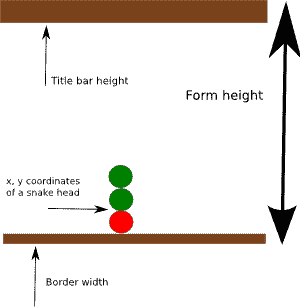 Title bar height
Form height
x, y coordinates
of a snake head
Border width